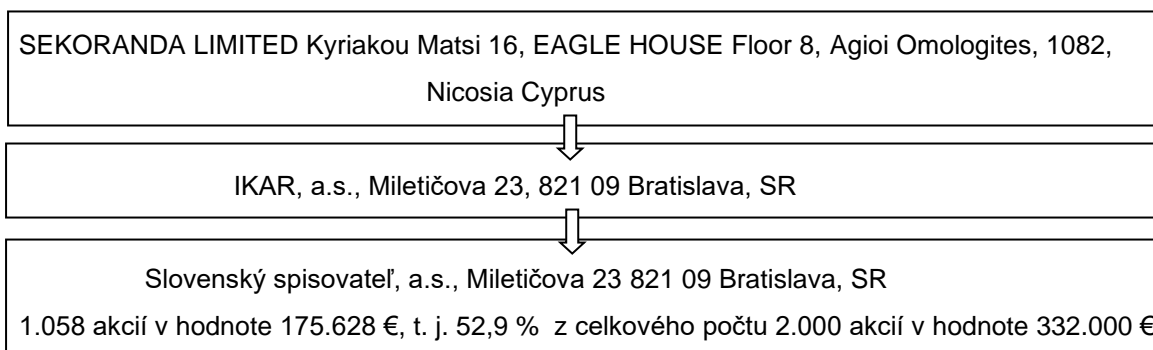 SEKORANDA LIMITED Kyriakou Matsi 16, EAGLE HOUSE Floor 8, Agioi Omologites, 1082,
Nicosia Cyprus
IKAR, a.s., Miletičova 23, 821 09 Bratislava, SR
Slovenský spisovateľ, a.s., Miletičova 23 821 09 Bratislava, SR
1.058 akcií v hodnote 175.628 €, t. j. 52,9 % z celkového počtu 2.000 akcií v hodnote 332.000 €